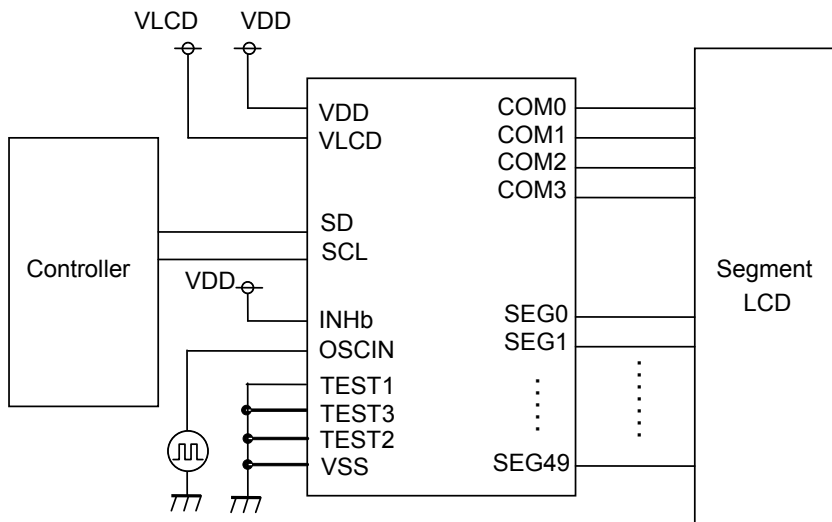 VLCD
VDD
VDD
VLCD
SD
SCL
VDD
INHb
OSCIN
TEST1
TEST3
TEST2
VSS
Controller
COM0
COM1
COM2
COM3
SEG0
SEG1
SEG49
Segment
LCD